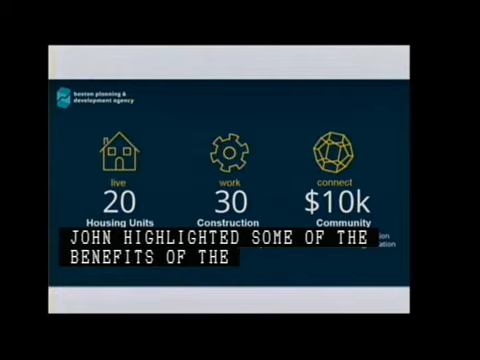 boston planning &
development agency
live work connect
20 30 $10k
Housing Units Construction Community
JOHN HIGHLIGHTED SOME OF THE
BENEFITS OF THE